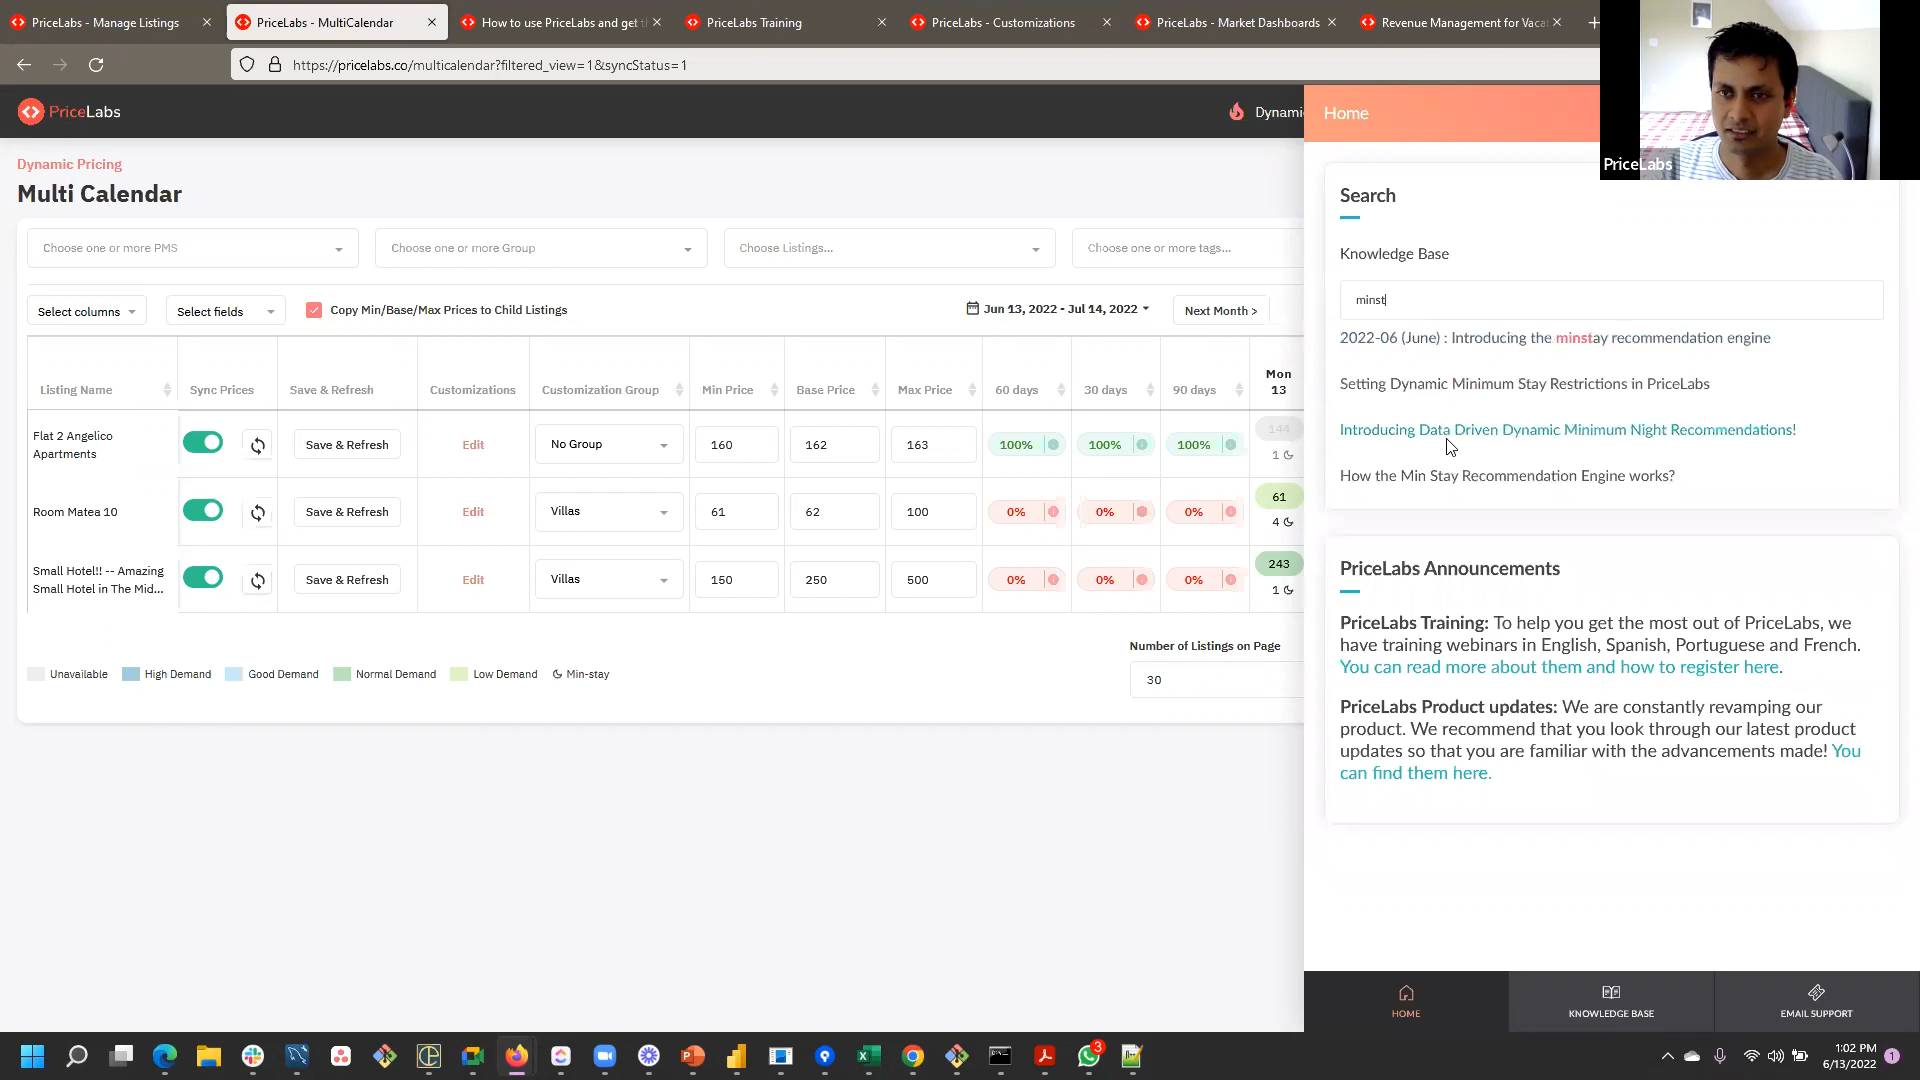 PriceLabs - Manage Listings
PriceLabs - MultiCalendar
How to use PriceLabs and get t
PriceLabs Training
PriceLabs - Customizations
PriceLabs - Market Dashboards
Revenue Management for Vaca
https://pricelabs.co/multicalendar?filtered_view=1&syncStatus=1
PriceLabs
Dynami
Home
PriceLabs
Dynamic Pricing
Multi Calendar
Choose one or more PMS
Choose one or more Group
Choose Listings...
Choose one or more tags...
Select columns
Select fields
Copy Min/Base/Max Prices to Child Listings
Jun 13, 2022 - Jul 14, 2022
Next Month >
Listing Name
Sync Prices
Save & Refresh
Customizations
Customization Group
Min Price
Base Price
Max Price
60 days
30 days
90 days
Mon
13
Flat 2 Angelico
Apartments
Save & Refresh
Edit
No Group
160
162
163
100%
100%
100%
144
1
Room Matea 10
Save & Refresh
Edit
Villas
61
62
100
0%
0%
0%
61
4
Small Hotel!! -- Amazing
Small Hotel in The Mid...
Save & Refresh
Edit
Villas
150
250
500
0%
0%
0%
243
1
Unavailable
High Demand
Good Demand
Normal Demand
Low Demand
Min-stay
Number of Listings on Page
30
Search
Knowledge Base
minst
2022-06 (June) : Introducing the minstay recommendation engine
Setting Dynamic Minimum Stay Restrictions in PriceLabs
Introducing Data Driven Dynamic Minimum Night Recommendations!
How the Min Stay Recommendation Engine works?
PriceLabs Announcements
PriceLabs Training: To help you get the most out of PriceLabs, we
have training webinars in English, Spanish, Portuguese and French.
You can read more about them and how to register here.
PriceLabs Product updates: We are constantly revamping our
product. We recommend that you look through our latest product
updates so that you are familiar with the advancements made! You
can find them here.
HOME
KNOWLEDGE BASE
EMAIL SUPPORT
3
1:02 PM
6/13/2022
1